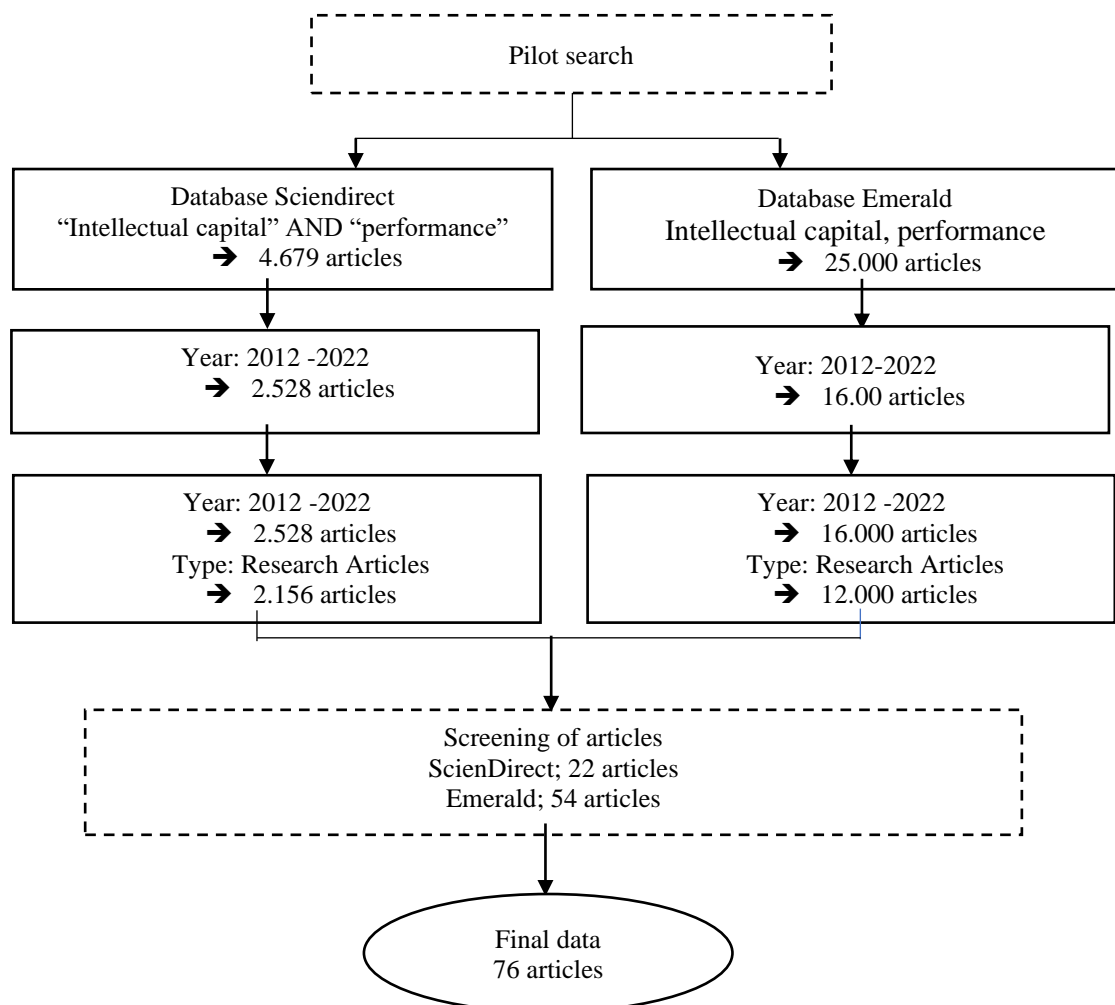 Pilot search
Database Sciendirect
“Intellectual capital” AND “performance”
➔ 4.679 articles
Database Emerald
Intellectual capital, performance
➔ 25.000 articles
Year: 2012 -2022
➔ 2.528 articles
Year: 2012-2022
➔ 16.00 articles
Year: 2012 -2022
➔ 2.528 articles
Type: Research Articles
➔ 2.156 articles
Year: 2012 -2022
➔ 16.000 articles
Type: Research Articles
➔ 12.000 articles
Screening of articles
ScienDirect; 22 articles
Emerald; 54 articles
Final data
76 articles